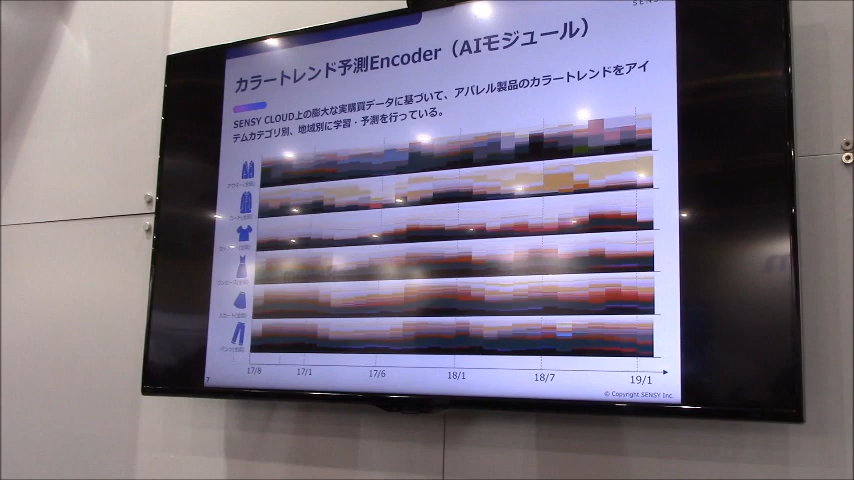 SENSY
カラートレンド予測Encoder（AIモジュール）
SENSY CLOUD上の膨大な実購買データに基づいて、アパレル製品のカラートレンドをアイ
テムカテゴリ別、地域別に学習・予測を行っている。
17/8 17/1 17/6 18/1 18/7 19/1
7
© Copyright SENSY Inc.